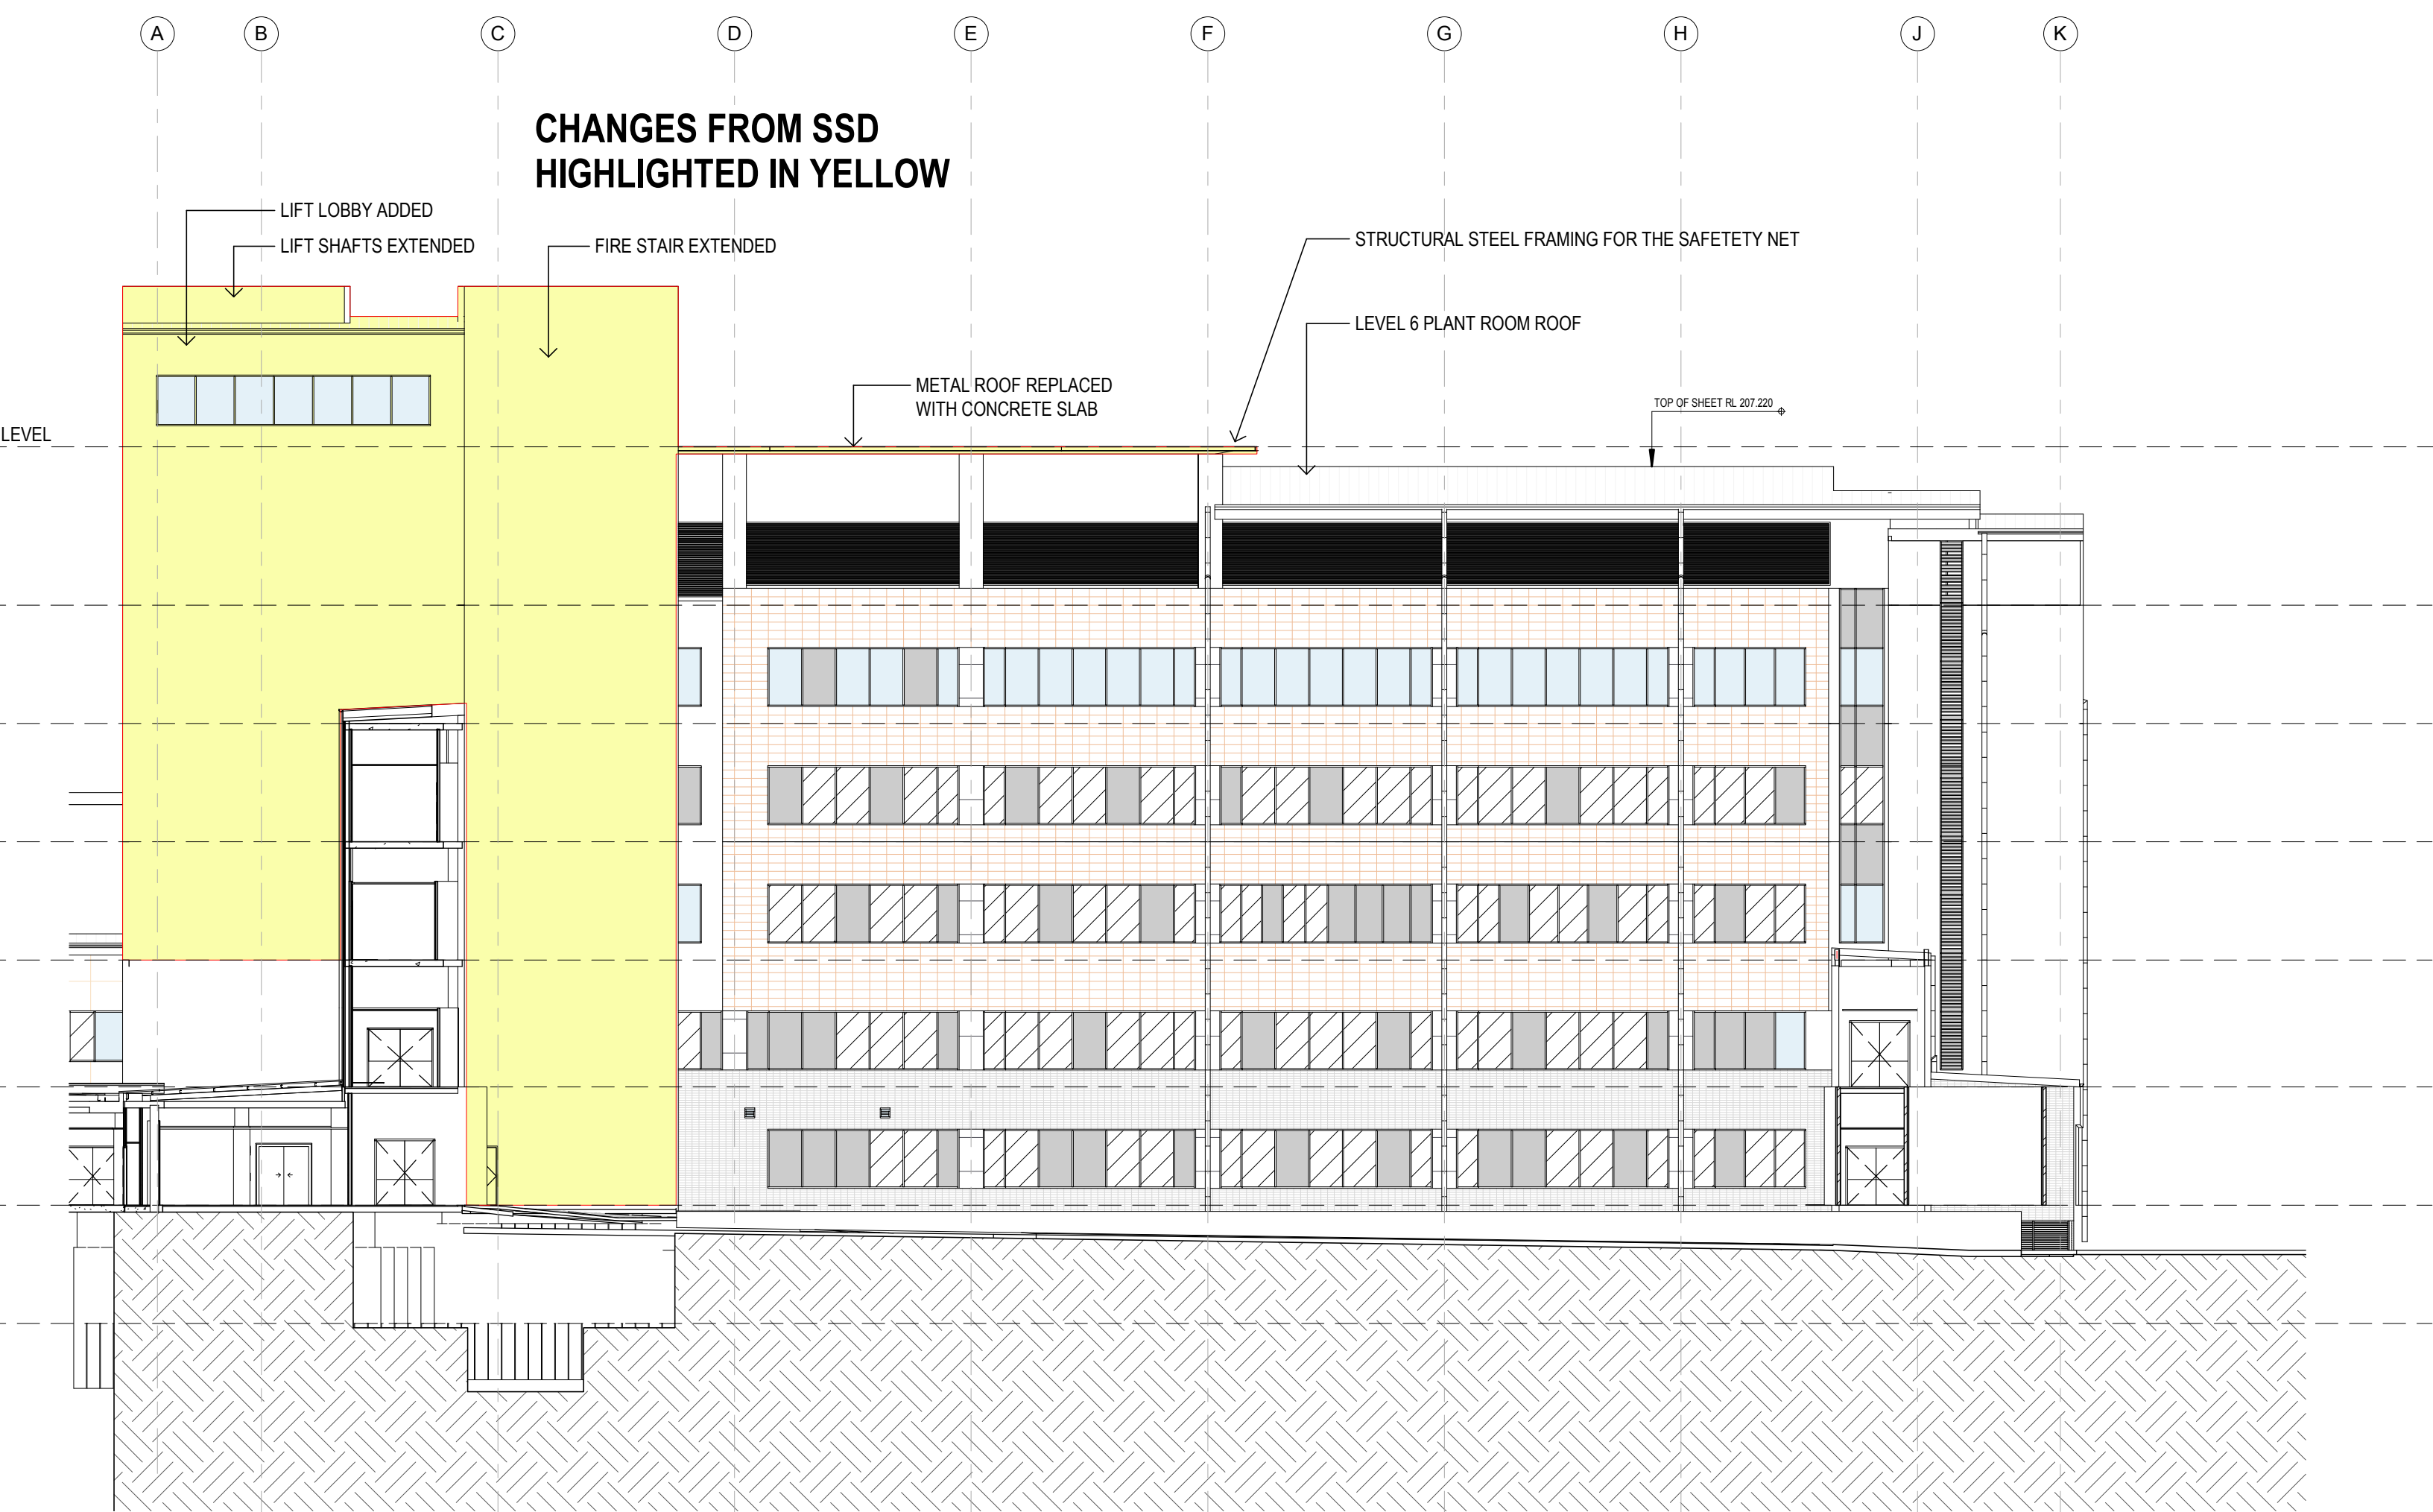 A B C D E F G H J K
CHANGES FROM SSD
HIGHLIGHTED IN YELLOW
LIFT LOBBY ADDED
LIFT SHAFTS EXTENDED
FIRE STAIR EXTENDED
STRUCTURAL STEEL FRAMING FOR THE SAFETETY NET
LEVEL 6 PLANT ROOM ROOF
METAL ROOF REPLACED
WITH CONCRETE SLAB
TOP OF SHEET RL 207.220
LEVEL